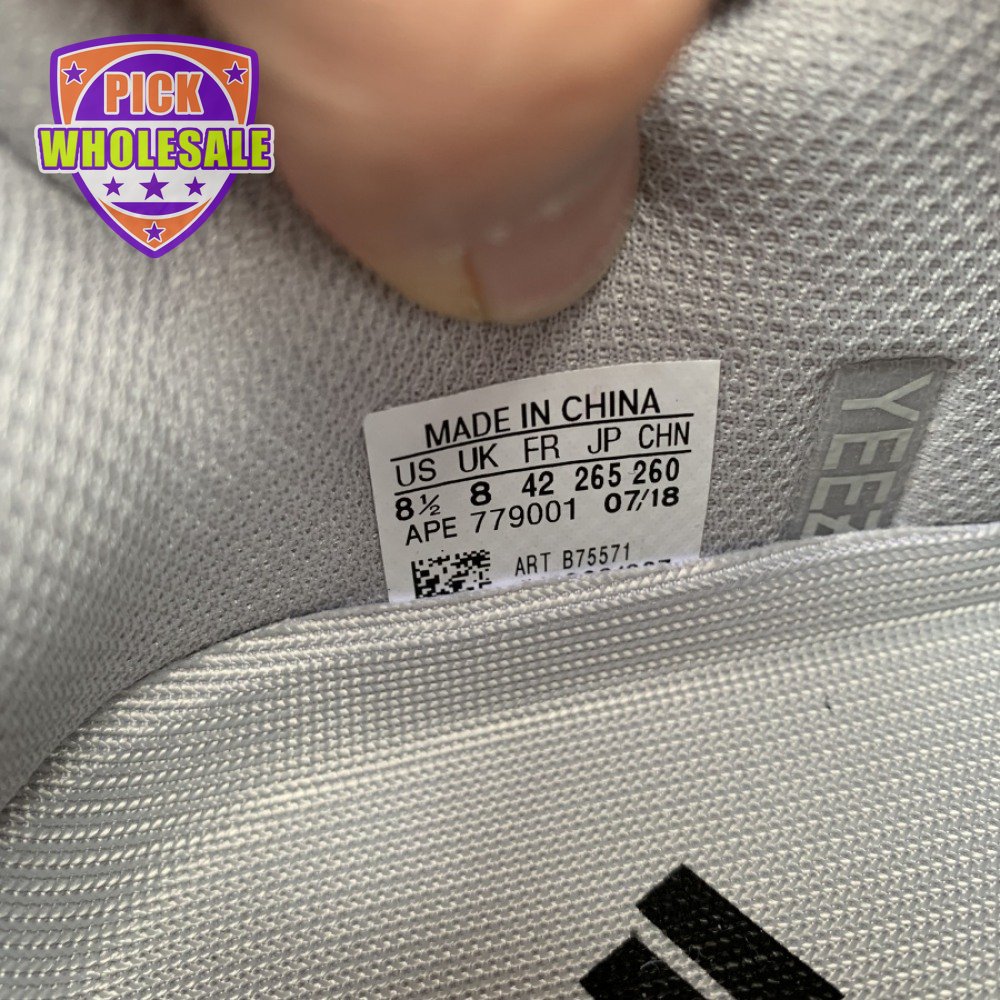 PICK
WHOLESALE
MADE IN CHINA
US UK FR JP CHN
8½ 8 42 265 260
APE 779001 07/18
ART B75571